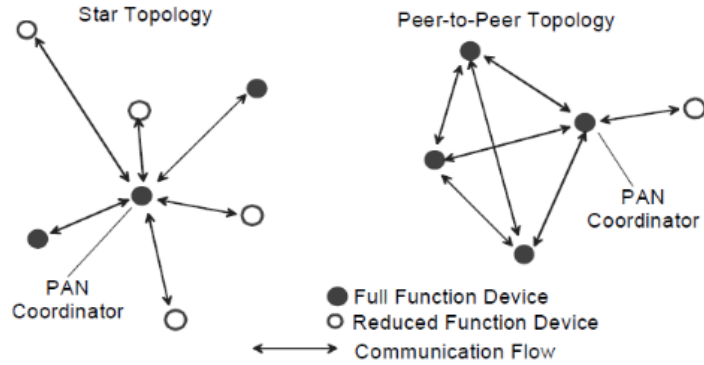 Star Topology
PAN
Coordinator
Peer-to-Peer Topology
PAN
Coordinator
Full Function Device
Reduced Function Device
Communication Flow